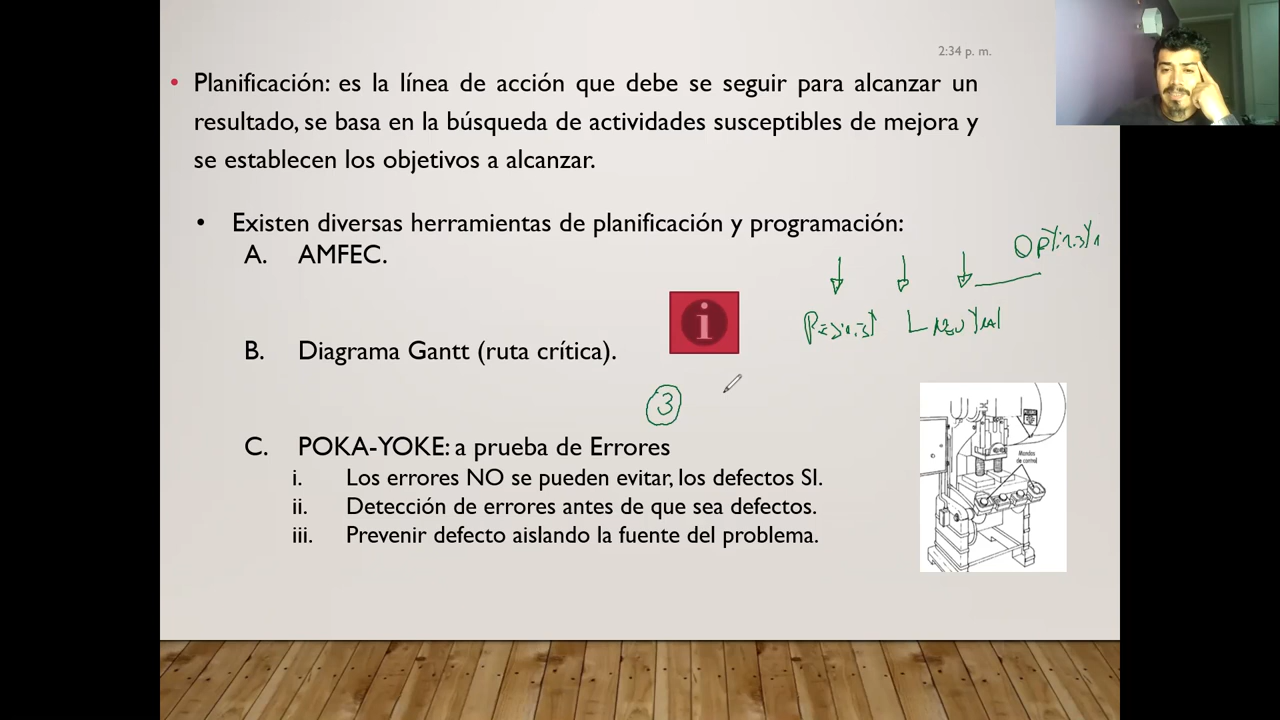 2:34 p. m.
• Planificación: es la línea de acción que debe se seguir para alcanzar un
resultado, se basa en la búsqueda de actividades susceptibles de mejora y
se establecen los objetivos a alcanzar.
• Existen diversas herramientas de planificación y programación:
A. AMFEC.
i
B. Diagrama Gantt (ruta crítica).
3
C. POKA-YOKE: a prueba de Errores
i. Los errores NO se pueden evitar, los defectos SI.
ii. Detección de errores antes de que sea defectos.
iii. Prevenir defecto aislando la fuente del problema.
Mandos
de control